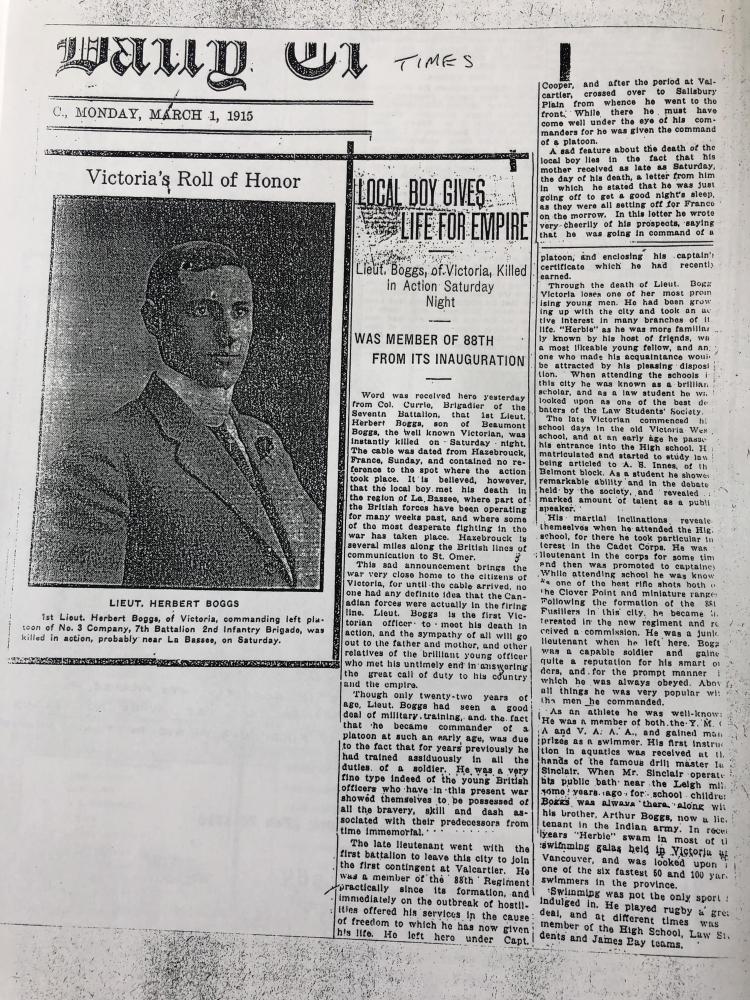 Daily Ti
TIMES
C., MONDAY, MARCH 1, 1915
Victoria's Roll of Honor
LIEUT. HERBERT BOGGS
1st Lieut. Herbert Boggs, of Victoria, commanding left pla-
toon of No. 3 Company, 7th Battalion 2nd Infantry Brigade, was
killed in action, probably near La Bassee, on Saturday.
LOCAL BOY GIVES
LIFE FOR EMPIRE
Lieut. Boggs, of Victoria, Killed
in Action Saturday
Night
WAS MEMBER OF 88TH
FROM ITS INAUGURATION
Word was received here yesterday
from Col. Currie, Brigadier of the
Seventh Battalion, that 1st Lieut.
Herbert Boggs, son of Beaumont
Boggs, the well known Victorian, was
instantly killed on Saturday night.
The cable was dated from Hazebrouck,
France, Sunday, and contained no re-
ference to the spot where the action
took place. It is believed, however,
that the local boy met his death in
the region of La Bassee, where part of
the British forces have been operating
for many weeks past, and where some
of the most desperate fighting in the
war has taken place. Hazebrouck is
several miles along the British lines of
communication to St. Omer.
This sad announcement brings the
war very close home to the citizens of
Victoria, for until the cable arrived, no
one had any definite idea that the Can-
adian forces were actually in the firing
line. Lieut. Boggs is the first Vic-
torian officer to meet his death in
action, and the sympathy of all will go
out to the father and mother, and other
relatives of the brilliant young officer
who met his untimely end in answering
the great call of duty to his country
and the empire.
Though only twenty-two years of
age, Lieut. Boggs had seen a good
deal of military training, and the fact
that he became commander of a
platoon at such an early age, was due
to the fact that for years previously he
had trained assiduously in all the
duties of a soldier. He was a very
fine type indeed of the young British
officers who have in this present war
showed themselves to be possessed of
all the bravery, skill and dash as-
sociated with their predecessors from
time immemorial.
The late lieutenant went with the
first battalion to leave this city to join
the first contingent at Valcartier. He
was a member of the 88th Regiment
practically since its formation, and
immediately on the outbreak of hostil-
ities offered his services in the cause
of freedom to which he has now given
his life. He left here under Capt.
Cooper, and after the period at Val-
cartier, crossed over to Salisbury
Plain from whence he went to the
front. While there he must have
come well under the eye of his com-
manders for he was given the command
of a platoon.
A sad feature about the death of the
local boy lies in the fact that his
mother received as late as Saturday,
the day of his death, a letter from him
in which he stated that he was just
going off to get a good night's sleep,
as they were all setting off for France
on the morrow. In this letter he wrote
very cheerily of his prospects, saying
that he was going in command of a
platoon, and enclosing his captain's
certificate which he had recently
earned.
Through the death of Lieut. Boggs
Victoria loses one of her most prom
ising young men. He had been grow
ing up with the city and took an ac
tive interest in many branches of it
life. "Herbie" as he was more familiar
ly known by his host of friends, wa
a most likeable young fellow, and any
one who made his acquaintance woul
be attracted by his pleasing disposi
tion. When attending the schools i
this city he was known as a brillian
scholar, and as a law student he wa
looked upon as one of the best de
baters of the Law Students' Society.
The late Victorian commenced hi
school days in the old Victoria Wes
school, and at an early age he passe
his entrance into the High school. H
matriculated and started to study law
being articled to A. S. Innes, of th
Belmont block. As a student he showed
remarkable ability and in the debate
held by the society, and revealed
marked amount of talent as a publi
speaker.
His martial inclinations reveale
themselves when he attended the Hig
school, for there he took particular in
terest in the Cadet Corps. He was
lieutenant in the corps for some tim
and then was promoted to captain
While attending school he was know
as one of the best rifle shots both o
the Clover Point and miniature ranges
Following the formation of the 88t
Fusiliers in this city, he became in
terested in the new regiment and re
ceived a commission. He was a junio
lieutenant when he left here. Bogg
was a capable soldier and gaine
quite a reputation for his smart or
ders, and for the prompt manner i
which he was always obeyed. Abov
all things he was very popular wit
the men he commanded.
As an athlete he was well-known
He was a member of both the Y. M. C
A and V. A. A. A., and gained man
prizes as a swimmer. His first instruc
tion in aquatics was received at th
hands of the famous drill master Ia
Sinclair. When Mr. Sinclair operate
his public bath near the Leigh mil
some years ago for school childre
Boggs was always there along wit
his brother, Arthur Boggs, now a lie
tenant in the Indian army. In recen
years "Herbie" swam in most of t
swimming galas held in Victoria
Vancouver, and was looked upon
one of the six fastest 50 and 100 yar
swimmers in the province.
Swimming was not the only sport
indulged in. He played rugby a grea
deal, and at different times was
member of the High School, Law St
dents and James Bay teams.